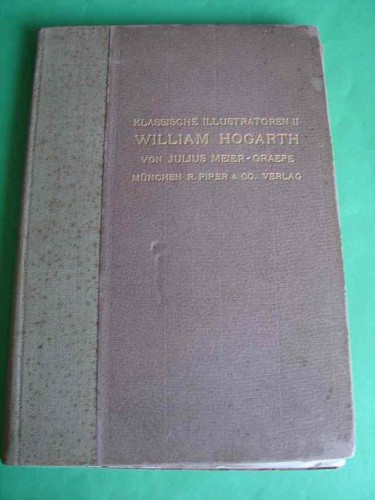 KLASSISCHE ILLUSTRATOREN II
WILLIAM HOGARTH
VON JULIUS MEIER-GRAEFE
MÜNCHEN R. PIPER & CO. VERLAG